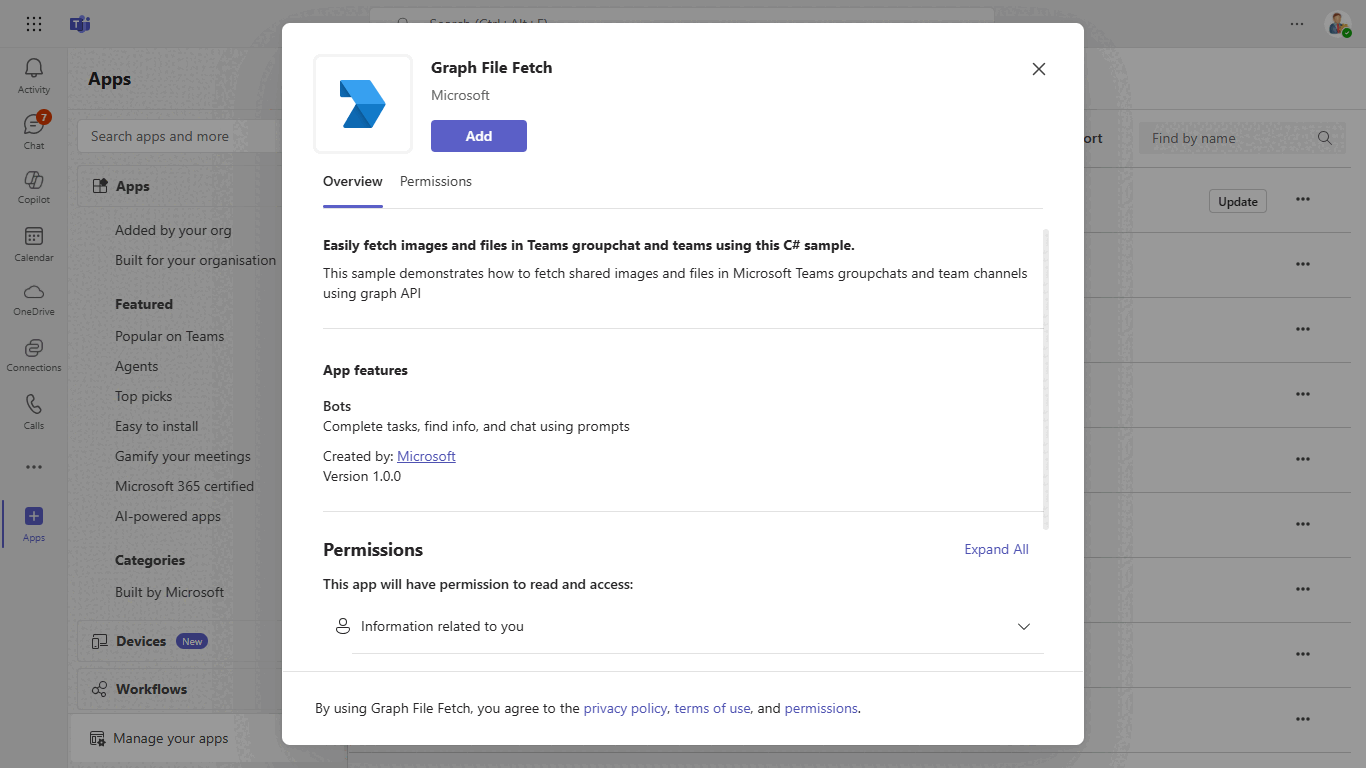 Search (Ctrl+Alt+E)
Activity
7
Chat
Copilot
Calendar
OneDrive
Connections
Calls
Apps
Apps
Search apps and more
Apps
Added by your org
Built for your organisation
Featured
Popular on Teams
Agents
Top picks
Easy to install
Gamify your meetings
Microsoft 365 certified
AI-powered apps
Categories
Built by Microsoft
Devices New
Workflows
Manage your apps
Graph File Fetch
Microsoft
Add
Overview Permissions
Easily fetch images and files in Teams groupchat and teams using this C# sample.
This sample demonstrates how to fetch shared images and files in Microsoft Teams groupchats and team channels
using graph API
App features
Bots
Complete tasks, find info, and chat using prompts
Created by: Microsoft
Version 1.0.0
Permissions
Expand All
This app will have permission to read and access:
Information related to you
By using Graph File Fetch, you agree to the privacy policy, terms of use, and permissions.
ort
Find by name
Update